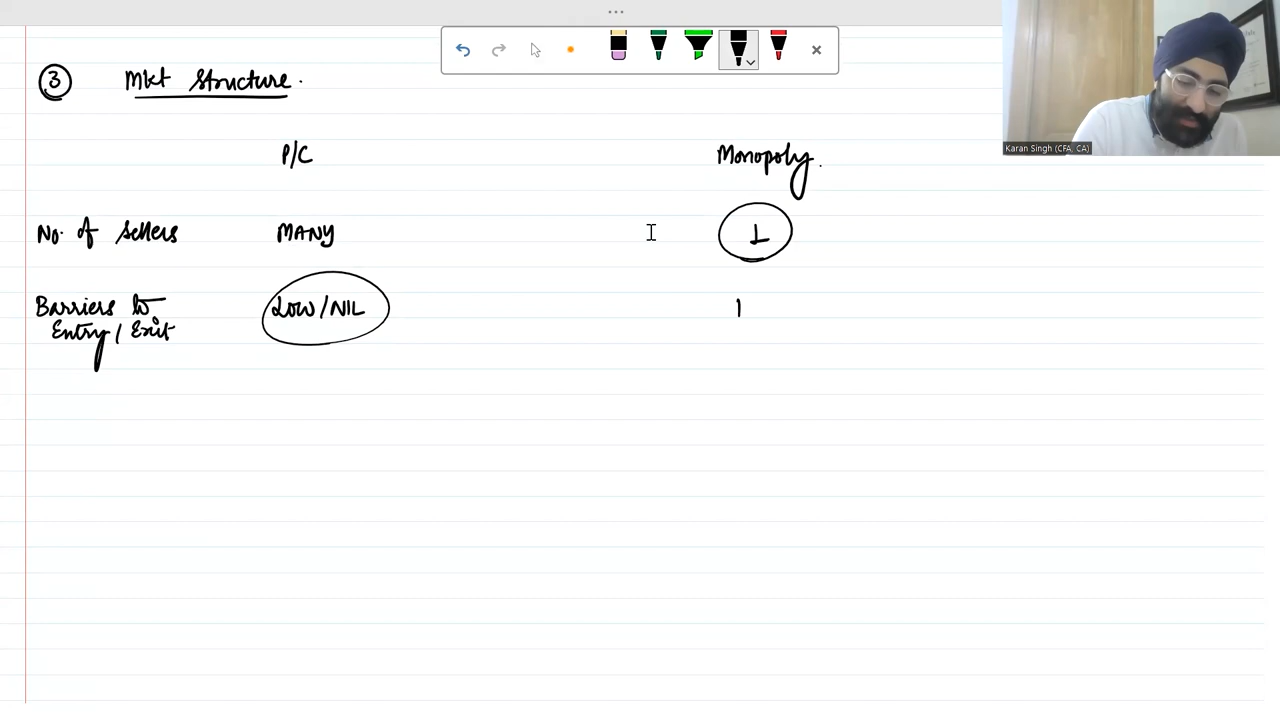 3 Mkt Structure.
P/C Monopoly.
No. of Sellers MANY 1
Barriers to LOW/NIL
Entry/Exit
Karan Singh (CFA, CA)